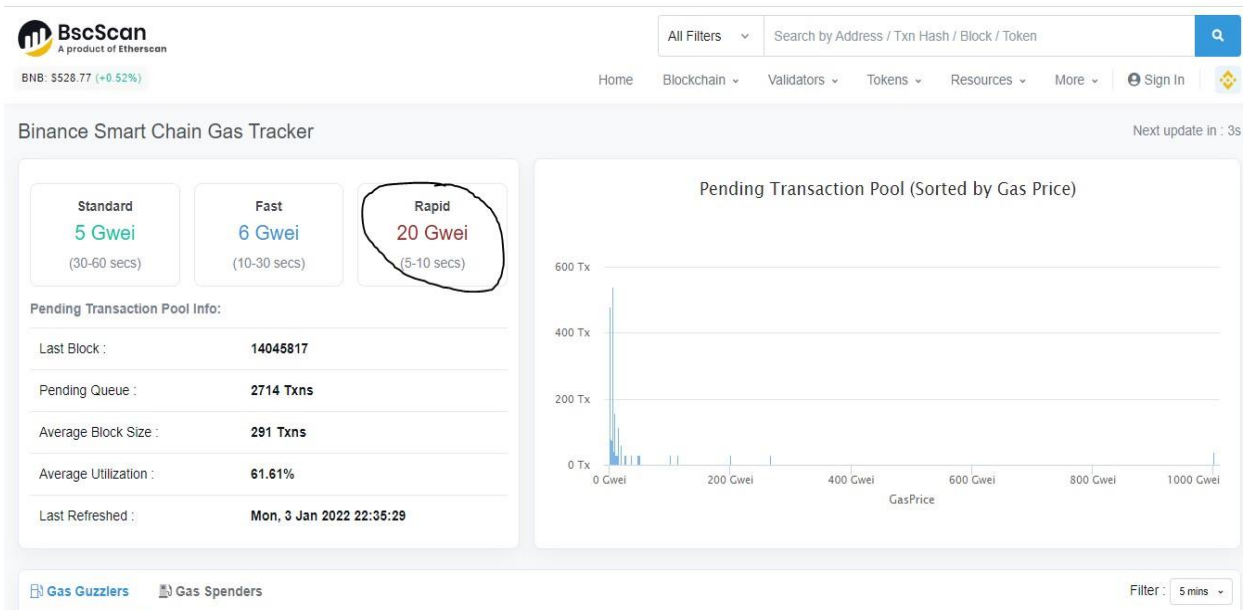 BscScan
A product of Etherscan
All Filters
Search by Address / Txn Hash / Block / Token
BNB: $528.77 (+0.52%)
Home Blockchain Validators Tokens Resources More Sign In
Binance Smart Chain Gas Tracker
Next update in : 3s
Standard
5 Gwei
(30-60 secs)
Fast
6 Gwei
(10-30 secs)
Rapid
20 Gwei
(5-10 secs)
Pending Transaction Pool Info:
Last Block : 14045817
Pending Queue : 2714 Txns
Average Block Size : 291 Txns
Average Utilization : 61.61%
Last Refreshed : Mon, 3 Jan 2022 22:35:29
Pending Transaction Pool (Sorted by Gas Price)
600 Tx
400 Tx
200 Tx
0 Tx
0 Gwei 200 Gwei 400 Gwei 600 Gwei 800 Gwei 1000 Gwei
GasPrice
Gas Guzzlers Gas Spenders
Filter : 5 mins